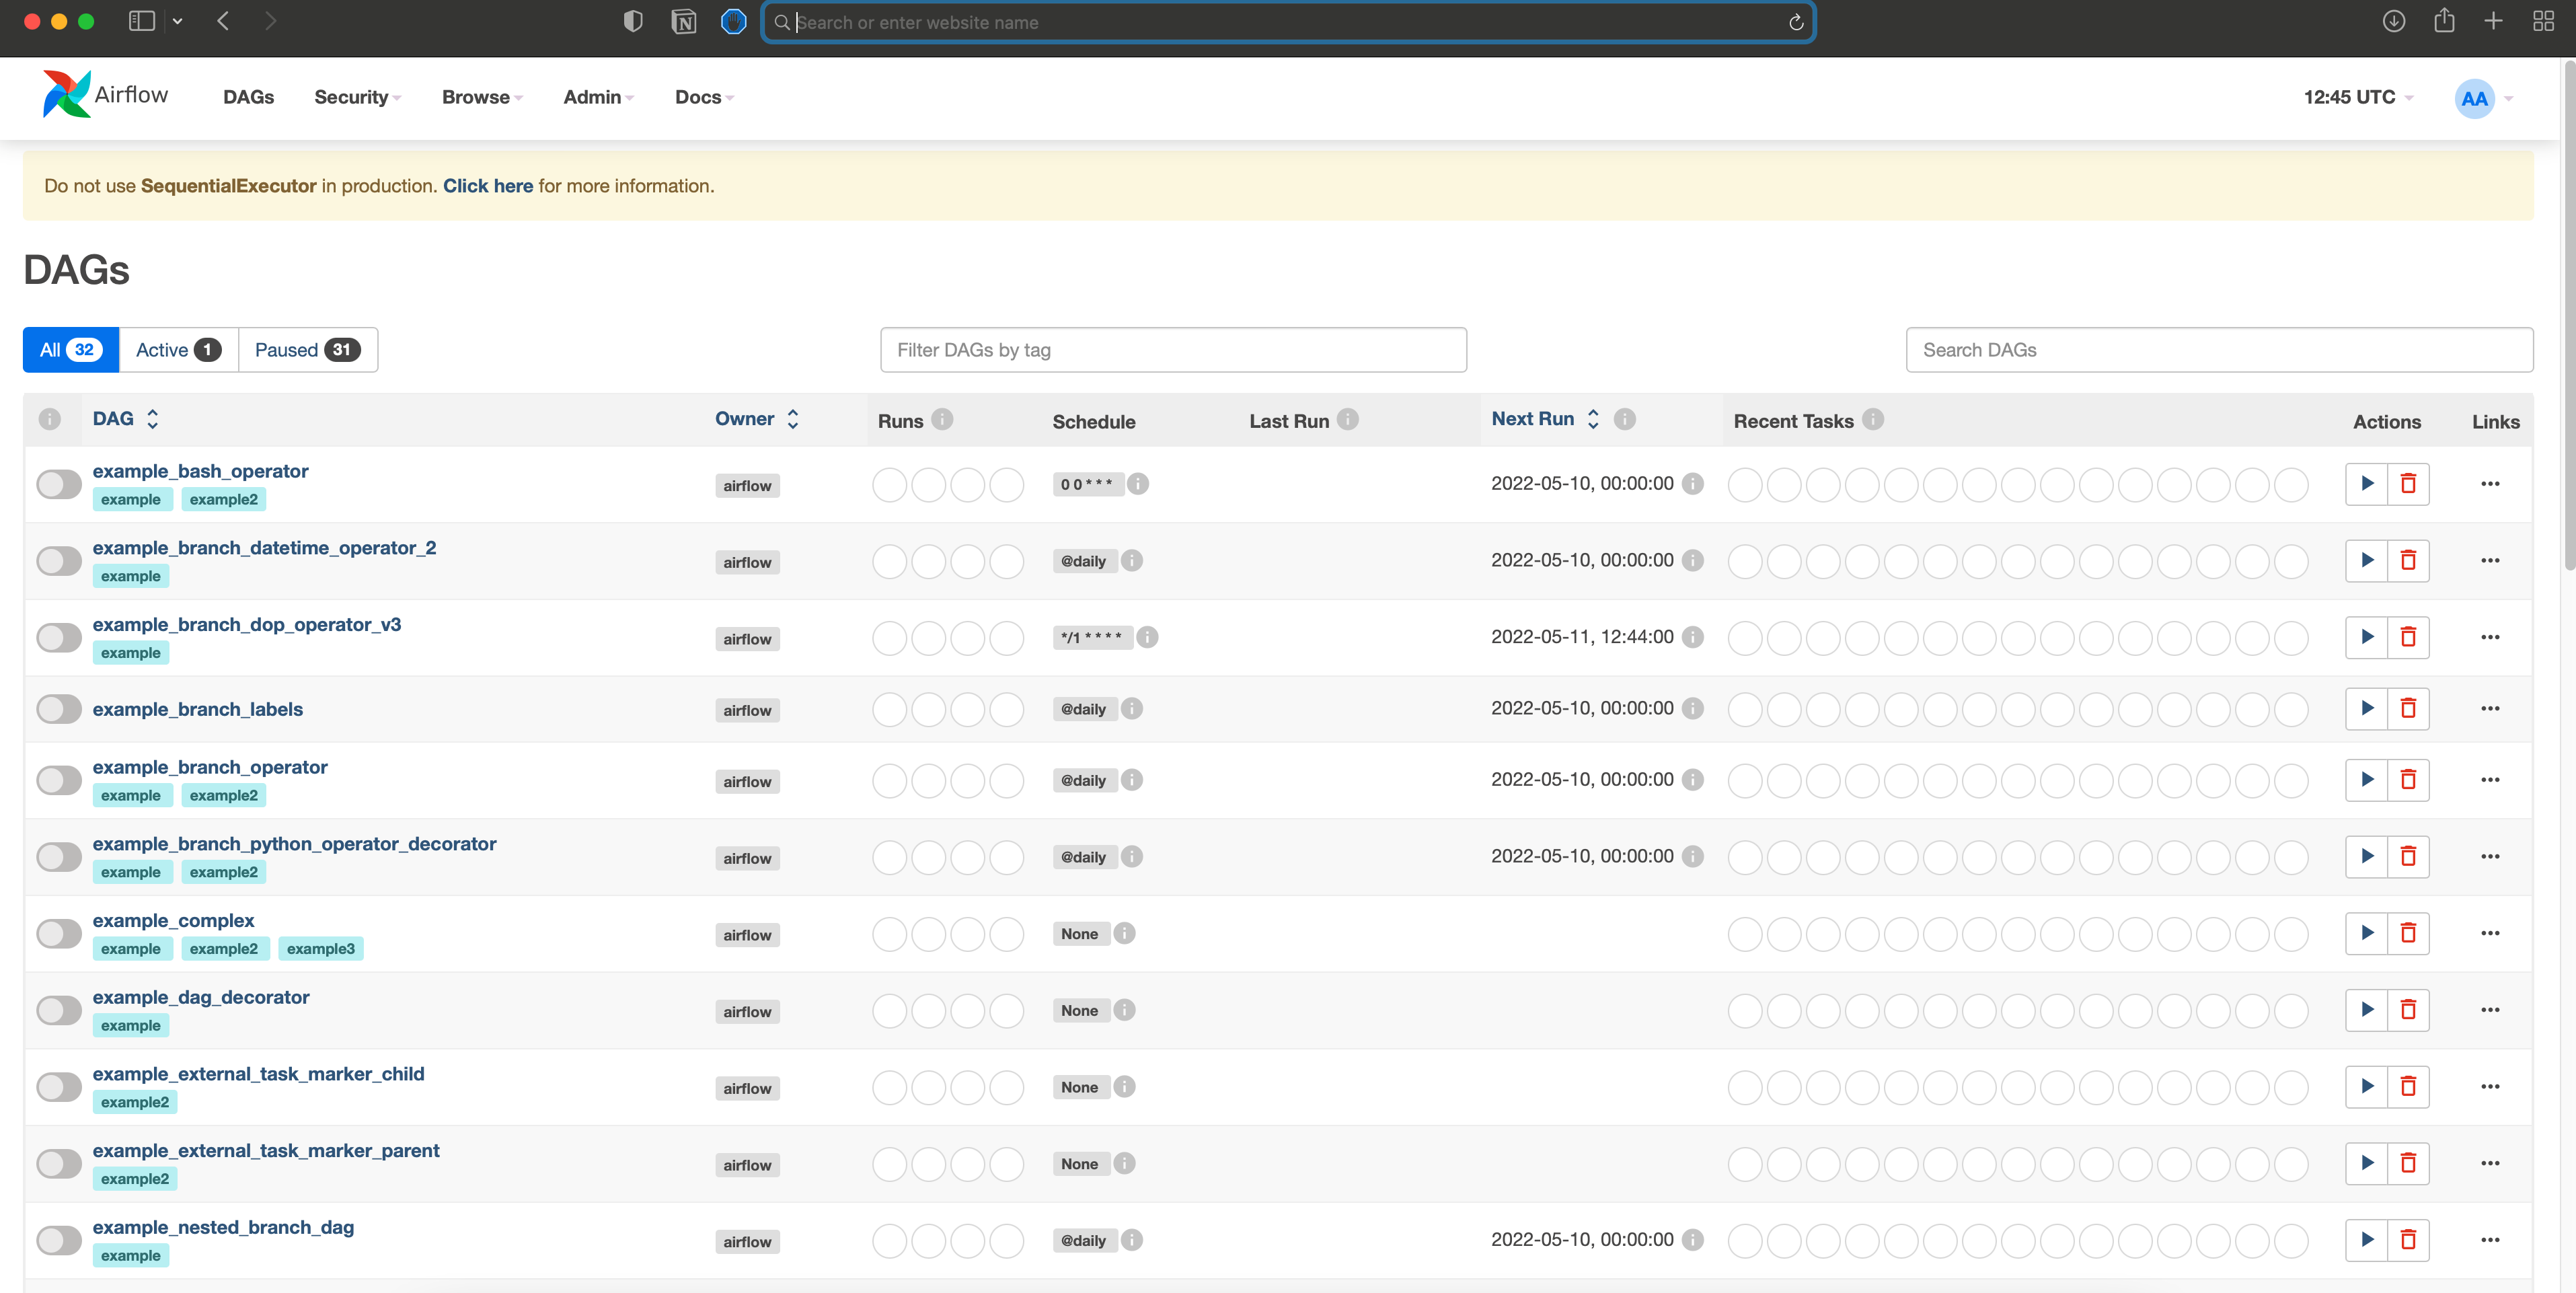 Search or enter website name
Airflow DAGs Security Browse Admin Docs 12:45 UTC AA
Do not use SequentialExecutor in production. Click here for more information.
DAGs
All 32 Active 1 Paused 31 Filter DAGs by tag Search DAGs
DAG Owner Runs Schedule Last Run Next Run Recent Tasks Actions Links
example_bash_operator
example example2 airflow 0 0 * * * 2022-05-10, 00:00:00
example_branch_datetime_operator_2
example airflow @daily 2022-05-10, 00:00:00
example_branch_dop_operator_v3
example airflow */1 * * * * 2022-05-11, 12:44:00
example_branch_labels airflow @daily 2022-05-10, 00:00:00
example_branch_operator
example example2 airflow @daily 2022-05-10, 00:00:00
example_branch_python_operator_decorator
example example2 airflow @daily 2022-05-10, 00:00:00
example_complex
example example2 example3 airflow None
example_dag_decorator
example airflow None
example_external_task_marker_child
example2 airflow None
example_external_task_marker_parent
example2 airflow None
example_nested_branch_dag
example airflow @daily 2022-05-10, 00:00:00